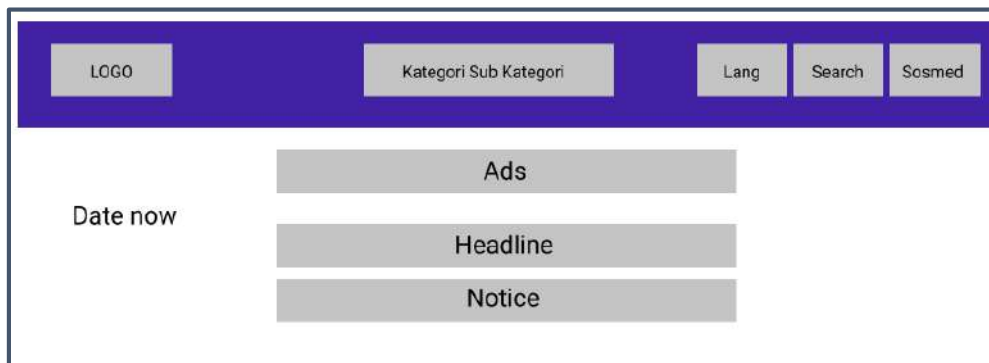 LOGO
Kategori Sub Kategori
Lang
Search
Sosmed
Ads
Date now
Headline
Notice